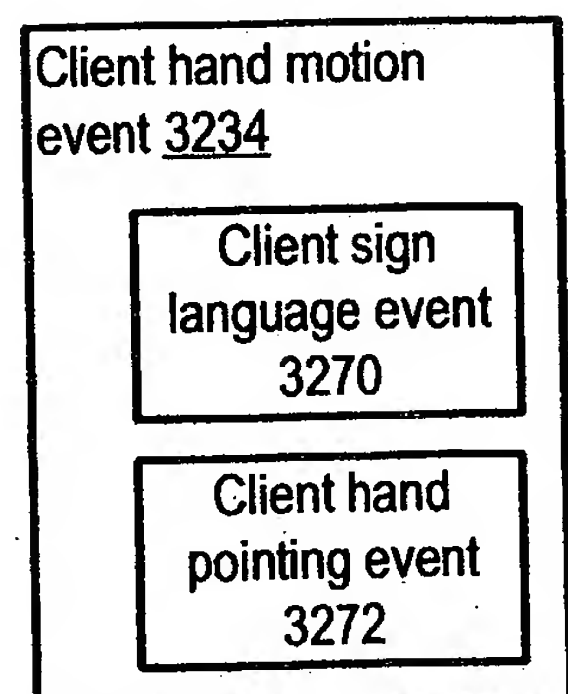 Client hand motion
event 3234
Client sign
language event
3270
Client hand
pointing event
3272